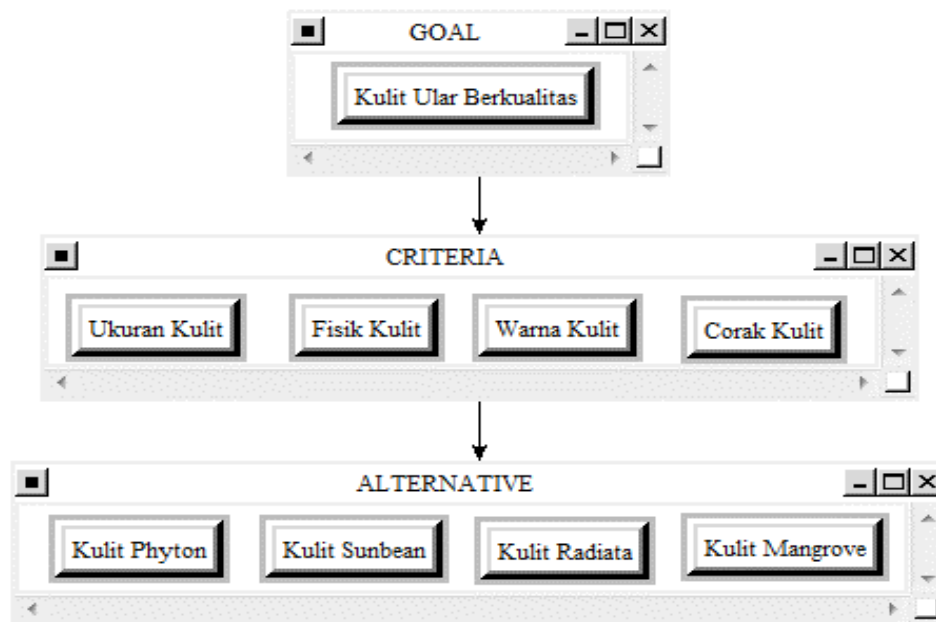 GOAL
Kulit Ular Berkualitas
CRITERIA
Ukuran Kulit
Fisik Kulit
Warna Kulit
Corak Kulit
ALTERNATIVE
Kulit Phyton
Kulit Sunbean
Kulit Radiata
Kulit Mangrove